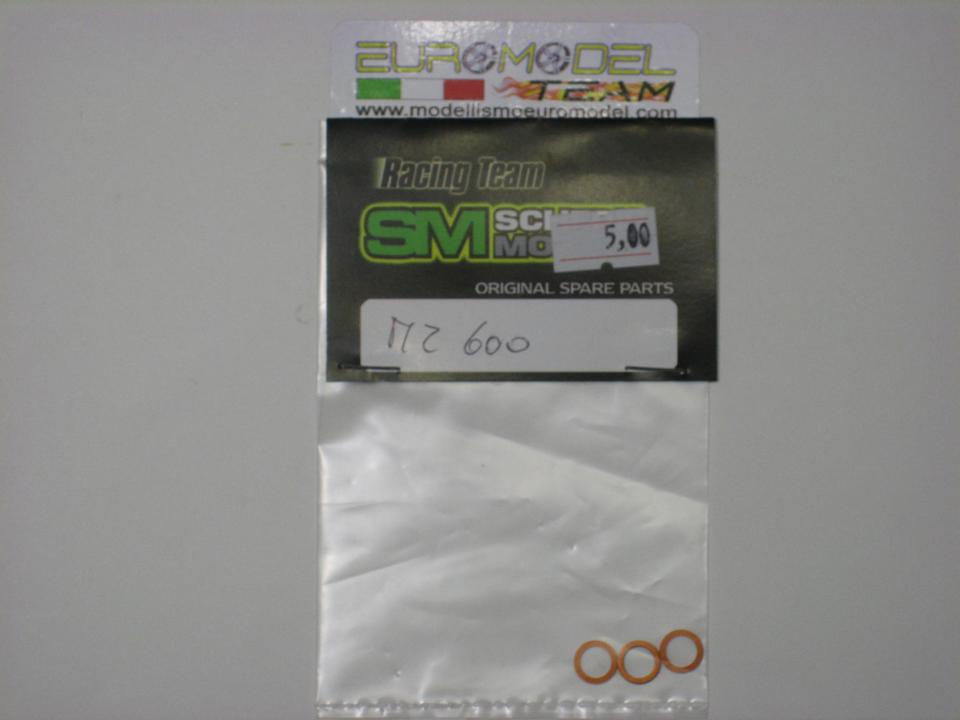 EUROMODEL
TEAM
www.modellismoeuromodel.com
Racing Team
SM
5,00
ORIGINAL SPARE PARTS
MZ 600